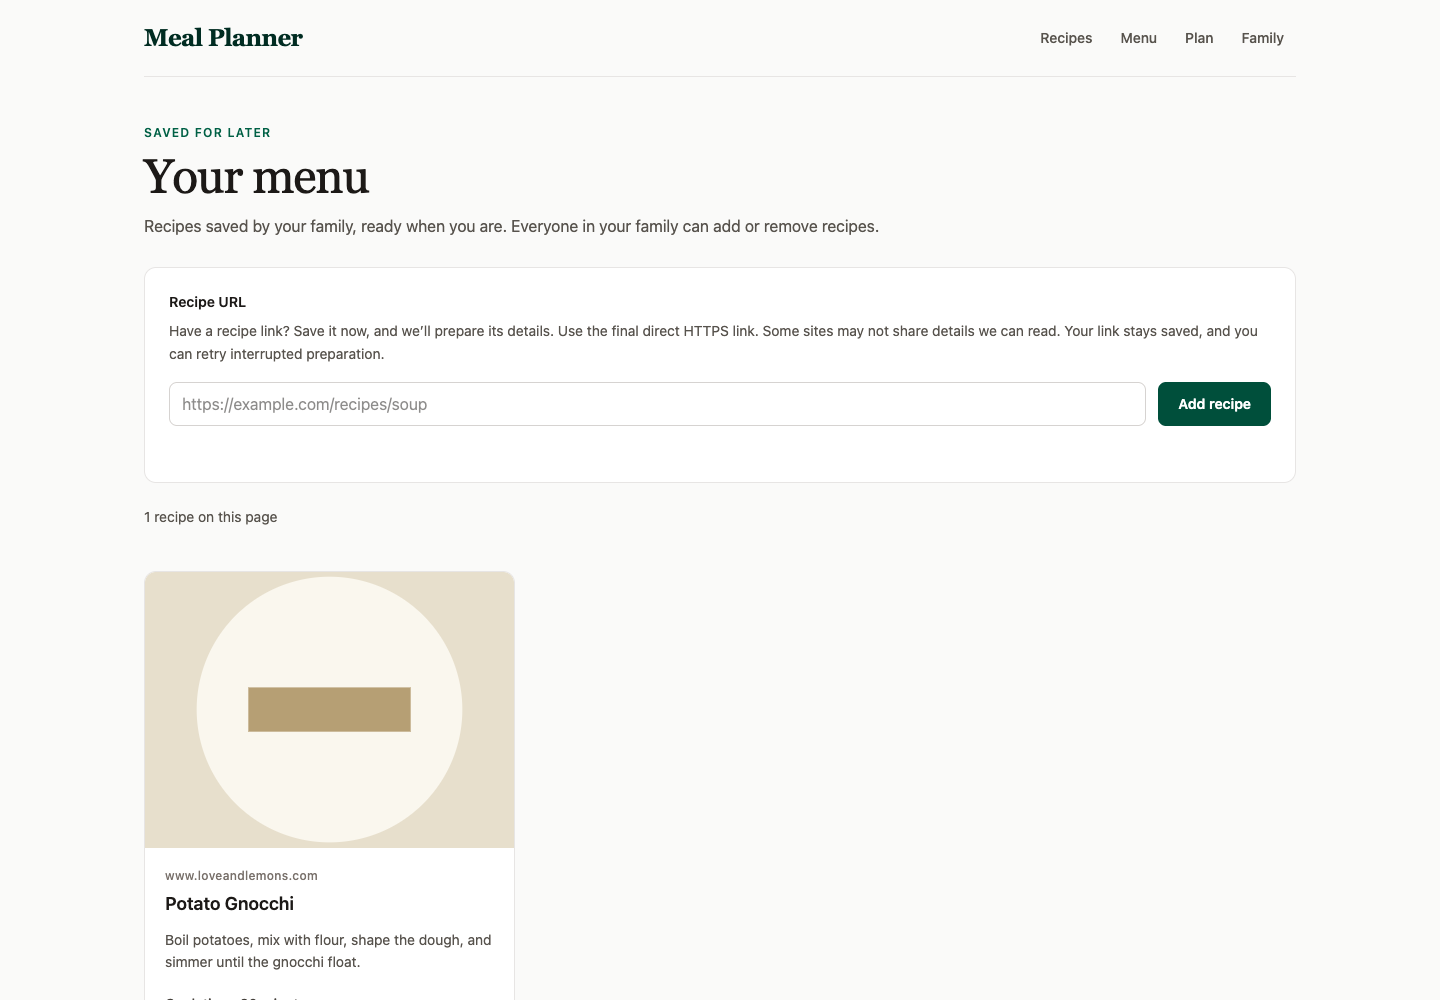 Meal Planner
Recipes
Menu
Plan
Family
SAVED FOR LATER
Your menu
Recipes saved by your family, ready when you are. Everyone in your family can add or remove recipes.
Recipe URL
Have a recipe link? Save it now, and we’ll prepare its details. Use the final direct HTTPS link. Some sites may not share details we can read. Your link stays saved, and you
can retry interrupted preparation.
https://example.com/recipes/soup
Add recipe
1 recipe on this page
www.loveandlemons.com
Potato Gnocchi
Boil potatoes, mix with flour, shape the dough, and
simmer until the gnocchi float.